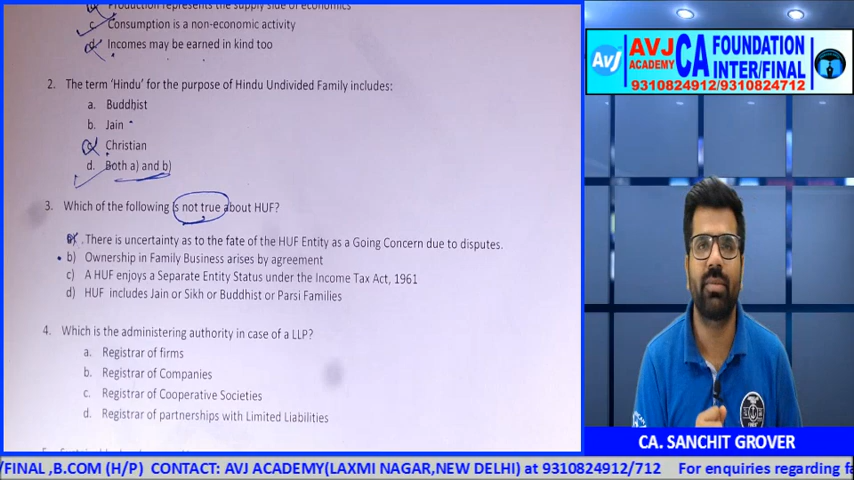 Production represents the supply side of economics
c. Consumption is a non-economic activity
d. Incomes may be earned in kind too
2. The term 'Hindu' for the purpose of Hindu Undivided Family includes:
a. Buddhist
b. Jain
Christian
d. Both a) and b)
3. Which of the following is not true about HUF?
. There is uncertainty as to the fate of the HUF Entity as a Going Concern due to disputes.
b) Ownership in Family Business arises by agreement
c) A HUF enjoys a Separate Entity Status under the Income Tax Act, 1961
d) HUF includes Jain or Sikh or Buddhist or Parsi Families
4. Which is the administering authority in case of a LLP?
a. Registrar of firms
b. Registrar of Companies
c. Registrar of Cooperative Societies
d. Registrar of partnerships with Limited Liabilities
AVJ
AVJ
ACADEMY
CA
FOUNDATION
INTER/FINAL
9310824912/9310824712
CA. SANCHIT GROVER
/FINAL ,B.COM (H/P) CONTACT: AVJ ACADEMY(LAXMI NAGAR,NEW DELHI) at 9310824912/712 For enquiries regarding fa